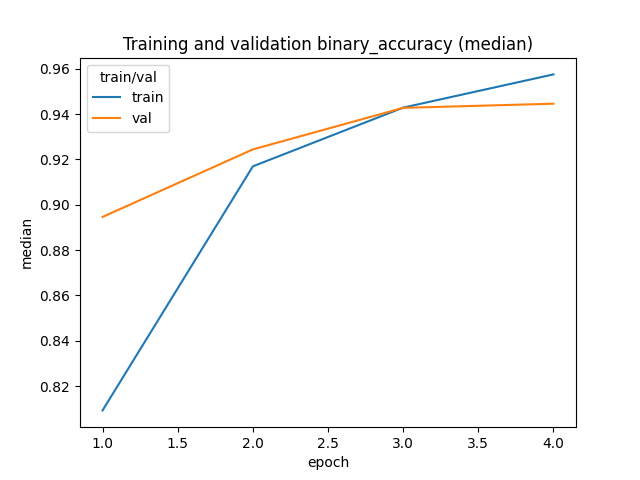 Training and validation binary_accuracy (median)
train/val
train
val
median
0.96
0.94
0.92
0.90
0.88
0.86
0.84
0.82
1.0 1.5 2.0 2.5 3.0 3.5 4.0
epoch